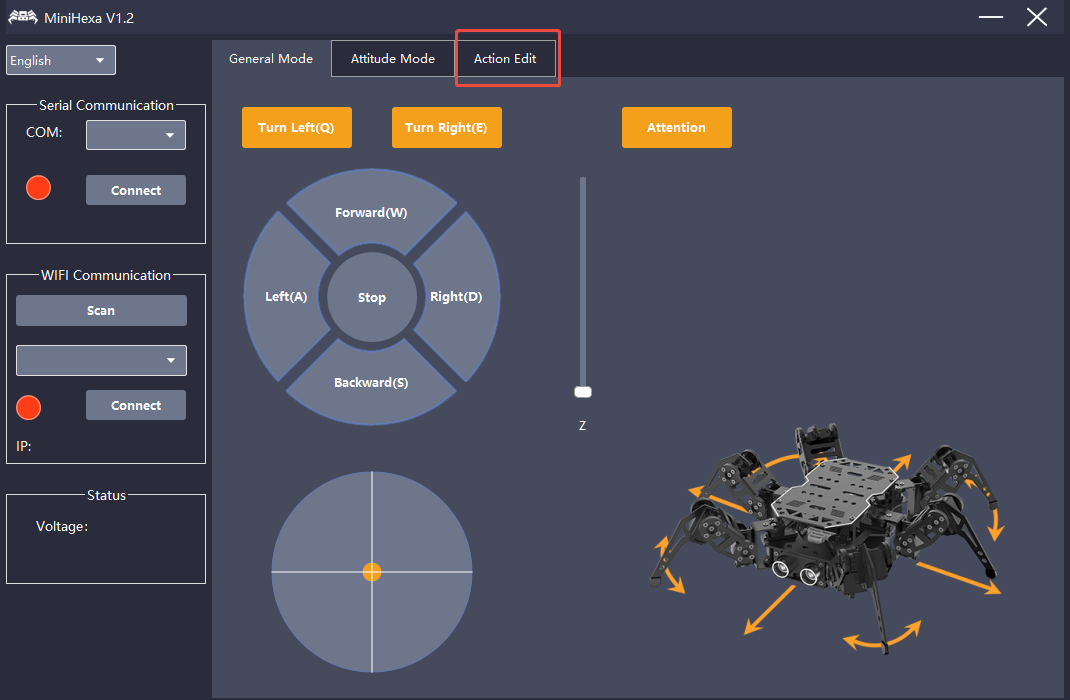 MiniHexa V1.2
English
General Mode
Attitude Mode
Action Edit
Serial Communication
COM:
Connect
WIFI Communication
Scan
Connect
IP:
Status
Voltage:
Turn Left(Q)
Turn Right(E)
Attention
Forward(W)
Left(A)
Stop
Right(D)
Backward(S)
Z